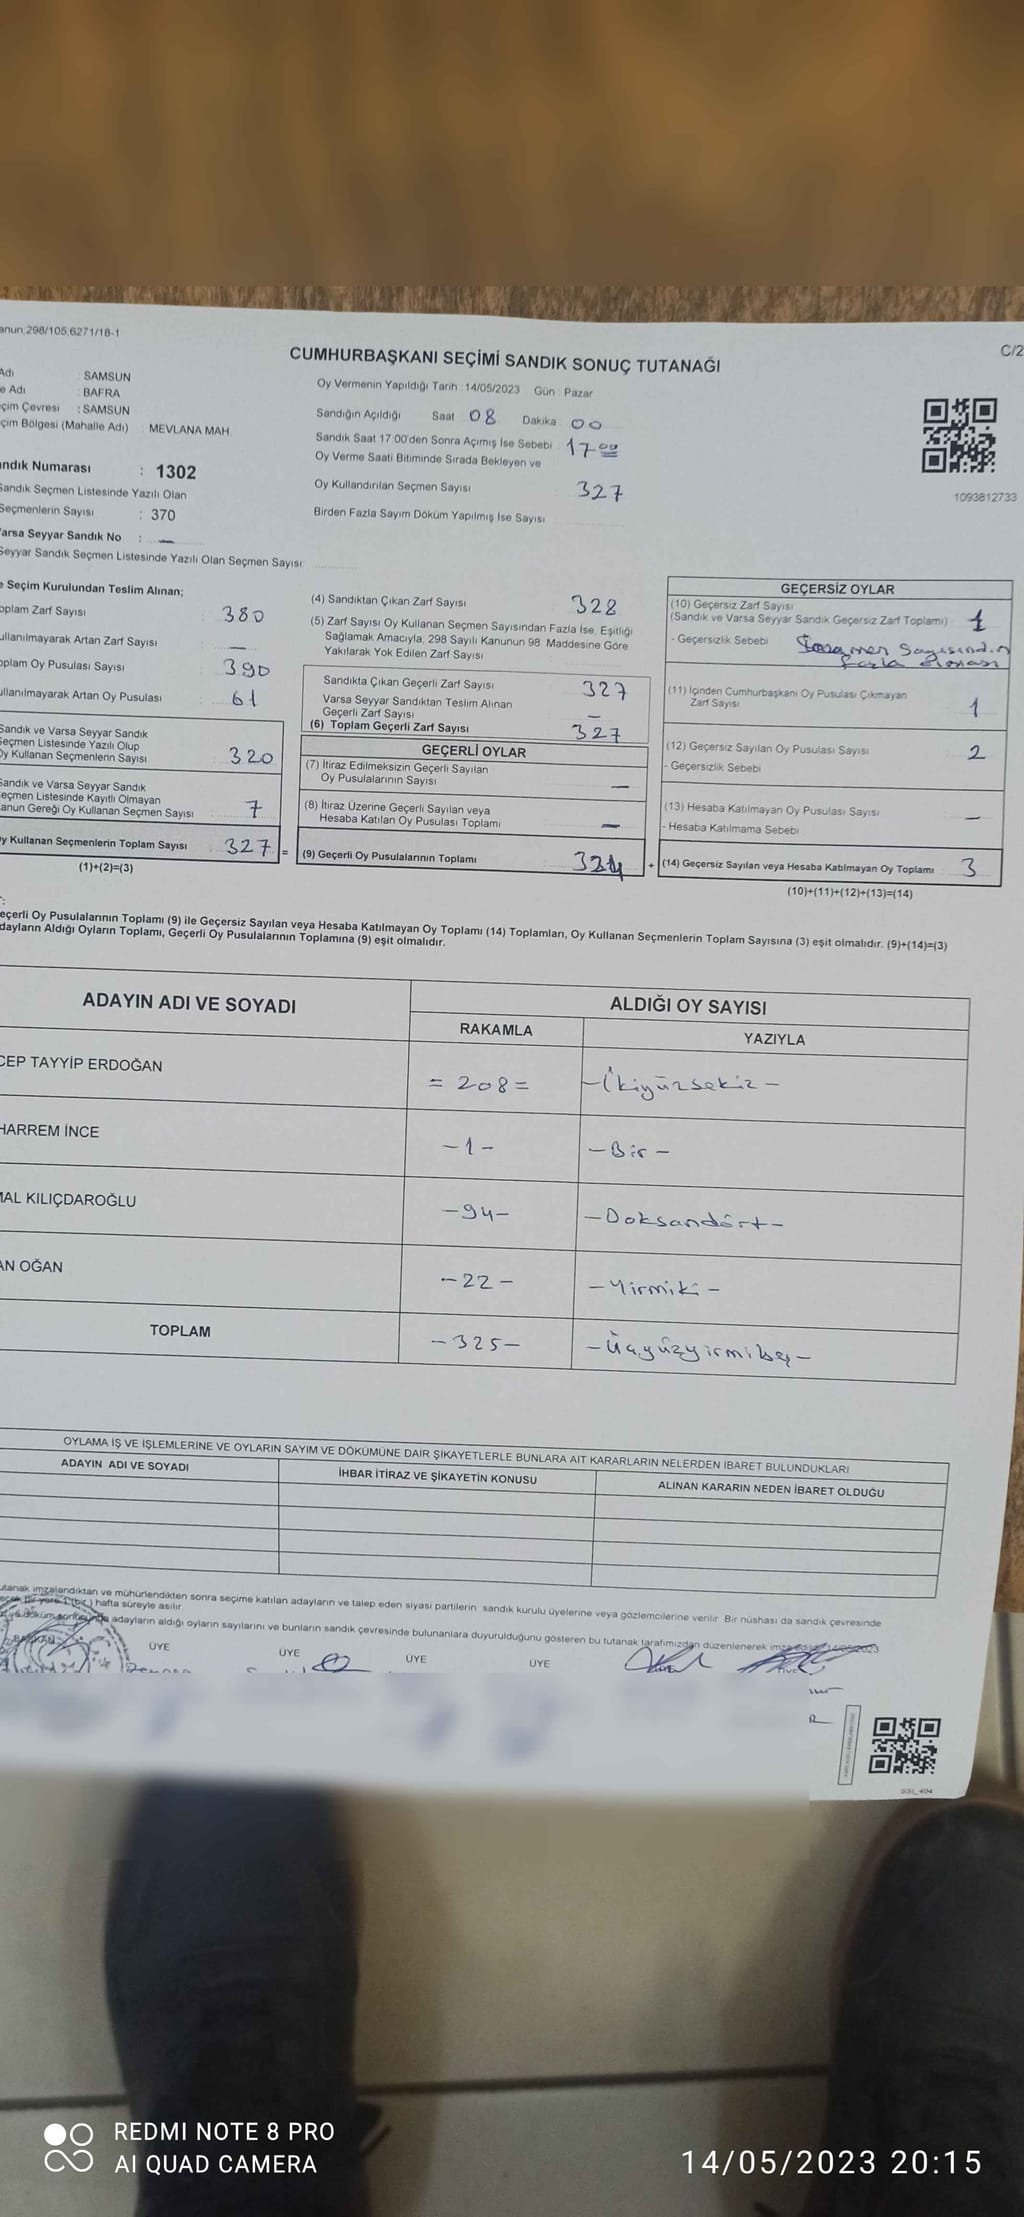 anun:298/105,6271/18-1
C/2
CUMHURBAŞKANI SEÇİMİ SANDIK SONUÇ TUTANAĞI
Adı : SAMSUN
e Adı : BAFRA
çim Çevresi : SAMSUN
çim Bölgesi (Mahalle Adı) : MEVLANA MAH.
andık Numarası : 1302
Sandık Seçmen Listesinde Yazılı Olan
Seçmenlerin Sayısı : 370
Varsa Seyyar Sandık No : —
Seyyar Sandık Seçmen Listesinde Yazılı Olan Seçmen Sayısı:
Oy Vermenin Yapıldığı Tarih :14/05/2023 Gün : Pazar
Sandığın Açıldığı Saat 08 Dakika 00
Sandık Saat 17.00'den Sonra Açımış İse Sebebi 17 00
Oy Verme Saati Bitiminde Sırada Bekleyen ve
Oy Kullandırılan Seçmen Sayısı 327
Birden Fazla Sayım Döküm Yapılmış İse Sayısı
1093812733
e Seçim Kurulundan Teslim Alınan;
oplam Zarf Sayısı : 380
ullanılmayarak Artan Zarf Sayısı : —
oplam Oy Pusulası Sayısı : 390
ullanılmayarak Artan Oy Pusulası : 61
Sandık ve Varsa Seyyar Sandık
Seçmen Listesinde Yazılı Olup
Oy Kullanan Seçmenlerin Sayısı 320
Sandık ve Varsa Seyyar Sandık
Seçmen Listesinde Kayıtlı Olmayan
Kanun Gereği Oy Kullanan Seçmen Sayısı 7
Oy Kullanan Seçmenlerin Toplam Sayısı 327 =
(1)+(2)=(3)
(4) Sandıktan Çıkan Zarf Sayısı 328
(5) Zarf Sayısı Oy Kullanan Seçmen Sayısından Fazla İse, Eşitliği
Sağlamak Amacıyla, 298 Sayılı Kanunun 98. Maddesine Göre
Yakılarak Yok Edilen Zarf Sayısı
Sandıkta Çıkan Geçerli Zarf Sayısı 327
Varsa Seyyar Sandıktan Teslim Alınan
Geçerli Zarf Sayısı —
(6) Toplam Geçerli Zarf Sayısı 327
GEÇERLİ OYLAR
(7) İtiraz Edilmeksizin Geçerli Sayılan
Oy Pusulalarının Sayısı —
(8) İtiraz Üzerine Geçerli Sayılan veya
Hesaba Katılan Oy Pusulası Toplamı —
(9) Geçerli Oy Pusulalarının Toplamı 324 +
GEÇERSİZ OYLAR
(10) Geçersiz Zarf Sayısı
(Sandık ve Varsa Seyyar Sandık Geçersiz Zarf Toplamı) 1
- Geçersizlik Sebebi Seçmen Sayısından
fazla olması
(11) İçinden Cumhurbaşkanı Oy Pusulası Çıkmayan
Zarf Sayısı 1
(12) Geçersiz Sayılan Oy Pusulası Sayısı 2
- Geçersizlik Sebebi
(13) Hesaba Katılmayan Oy Pusulası Sayısı —
- Hesaba Katılmama Sebebi
(14) Geçersiz Sayılan veya Hesaba Katılmayan Oy Toplamı 3
(10)+(11)+(12)+(13)=(14)
eçerli Oy Pusulalarının Toplamı (9) ile Geçersiz Sayılan veya Hesaba Katılmayan Oy Toplamı (14) Toplamları, Oy Kullanan Seçmenlerin Toplam Sayısına (3) eşit olmalıdır. (9)+(14)=(3)
dayların Aldığı Oyların Toplamı, Geçerli Oy Pusulalarının Toplamına (9) eşit olmalıdır.
ADAYIN ADI VE SOYADI
ALDIĞI OY SAYISI
RAKAMLA
YAZIYLA
CEP TAYYİP ERDOĞAN = 208 = – İkiyüzsekiz –
HARREM İNCE – 1 – – Bir –
MAL KILIÇDAROĞLU – 94 – – Doksandört –
AN OĞAN – 22 – – Yirmiki –
TOPLAM – 325 – – Üçyüzyirmibeş –
OYLAMA İŞ VE İŞLEMLERİNE VE OYLARIN SAYIM VE DÖKÜMÜNE DAİR ŞİKAYETLERLE BUNLARA AİT KARARLARIN NELERDEN İBARET BULUNDUKLARI
ADAYIN ADI VE SOYADI
İHBAR İTİRAZ VE ŞİKAYETİN KONUSU
ALINAN KARARIN NEDEN İBARET OLDUĞU
utanak imzalandıktan ve mühürlendikten sonra seçime katılan adayların ve talep eden siyasi partilerin sandık kurulu üyelerine veya gözlemcilerine verilir. Bir nüshası da sandık çevresinde
bir yere 1 (bir) hafta süreyle asılır.
ve döküm sonucunda adayların aldığı oyların sayılarını ve bunların sandık çevresinde bulunanlara duyurulduğunu gösteren bu tutanak tarafımızdan düzenlenerek imza edildi. 14/05/2023
BAŞKAN
ÜYE
ÜYE
ÜYE
ÜYE
SSI_404
REDMI NOTE 8 PRO
AI QUAD CAMERA
14/05/2023 20:15